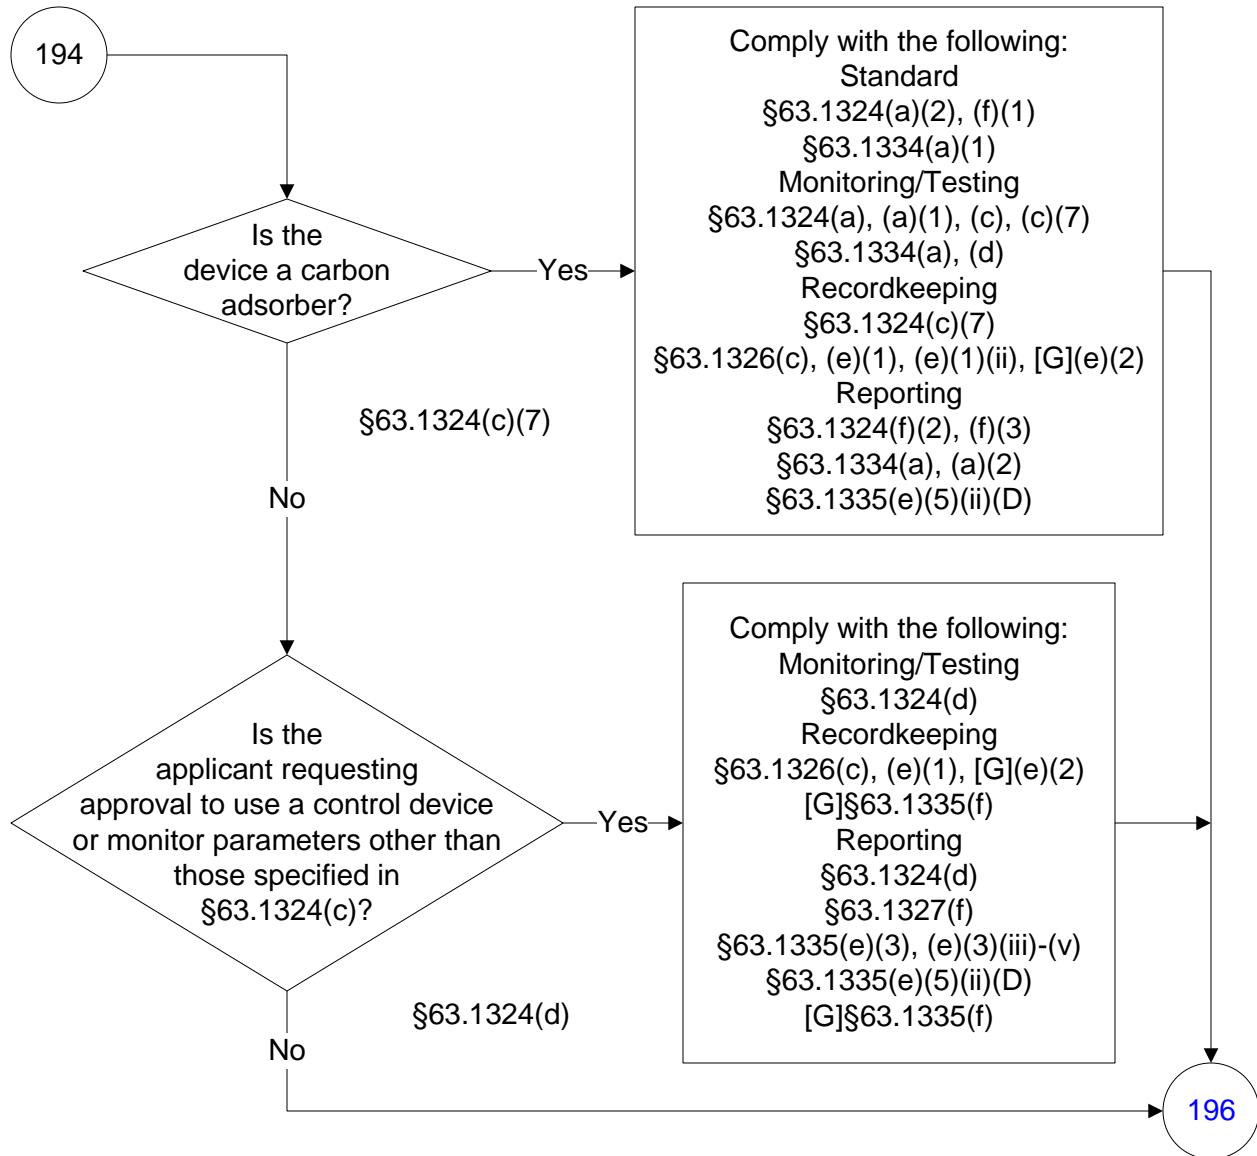 194
Is the
device a carbon
adsorber?
Yes
Comply with the following:
Standard
§63.1324(a)(2), (f)(1)
§63.1334(a)(1)
Monitoring/Testing
§63.1324(a), (a)(1), (c), (c)(7)
§63.1334(a), (d)
Recordkeeping
§63.1324(c)(7)
§63.1326(c), (e)(1), (e)(1)(ii), [G](e)(2)
Reporting
§63.1324(f)(2), (f)(3)
§63.1334(a), (a)(2)
§63.1335(e)(5)(ii)(D)
§63.1324(c)(7)
No
Is the
applicant requesting
approval to use a control device
or monitor parameters other than
those specified in
§63.1324(c)?
Yes
Comply with the following:
Monitoring/Testing
§63.1324(d)
Recordkeeping
§63.1326(c), (e)(1), [G](e)(2)
[G]§63.1335(f)
Reporting
§63.1324(d)
§63.1327(f)
§63.1335(e)(3), (e)(3)(iii)-(v)
§63.1335(e)(5)(ii)(D)
[G]§63.1335(f)
§63.1324(d)
No
196